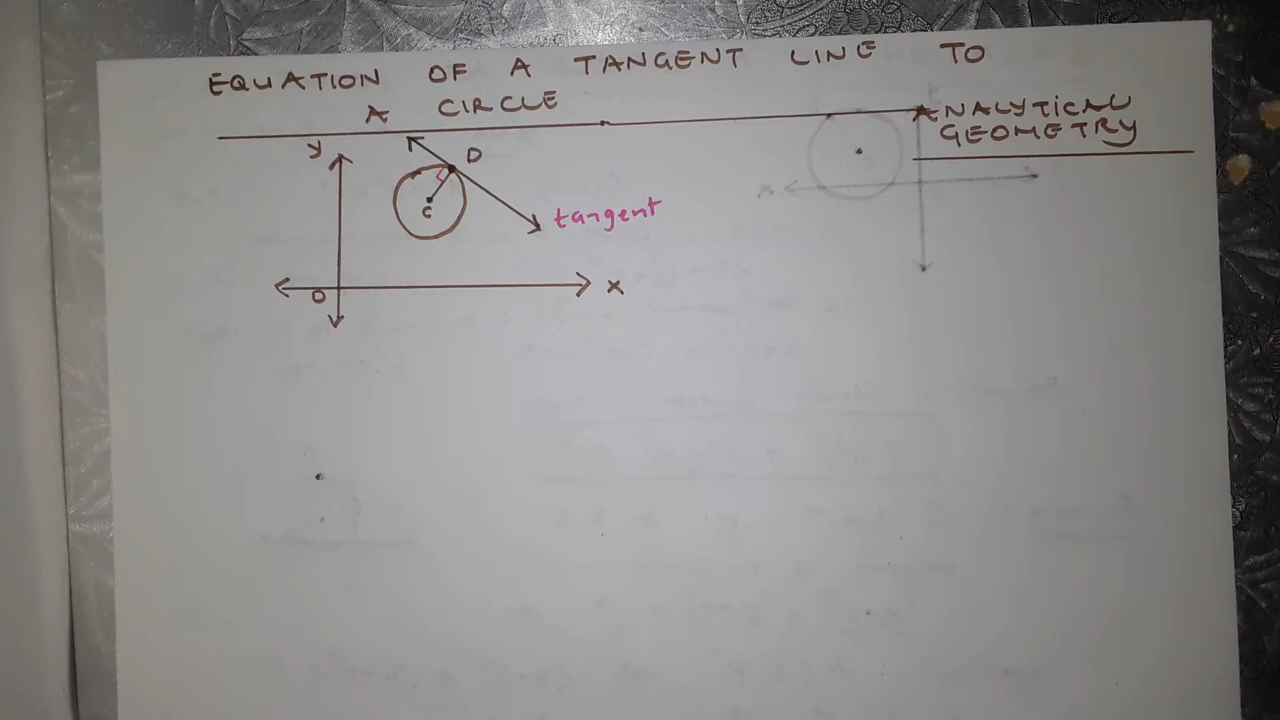 EQUATION OF A TANGENT LINE TO
A CIRCLE
ANALYTICAL
GEOMETRY
y
D
C
tangent
O
x